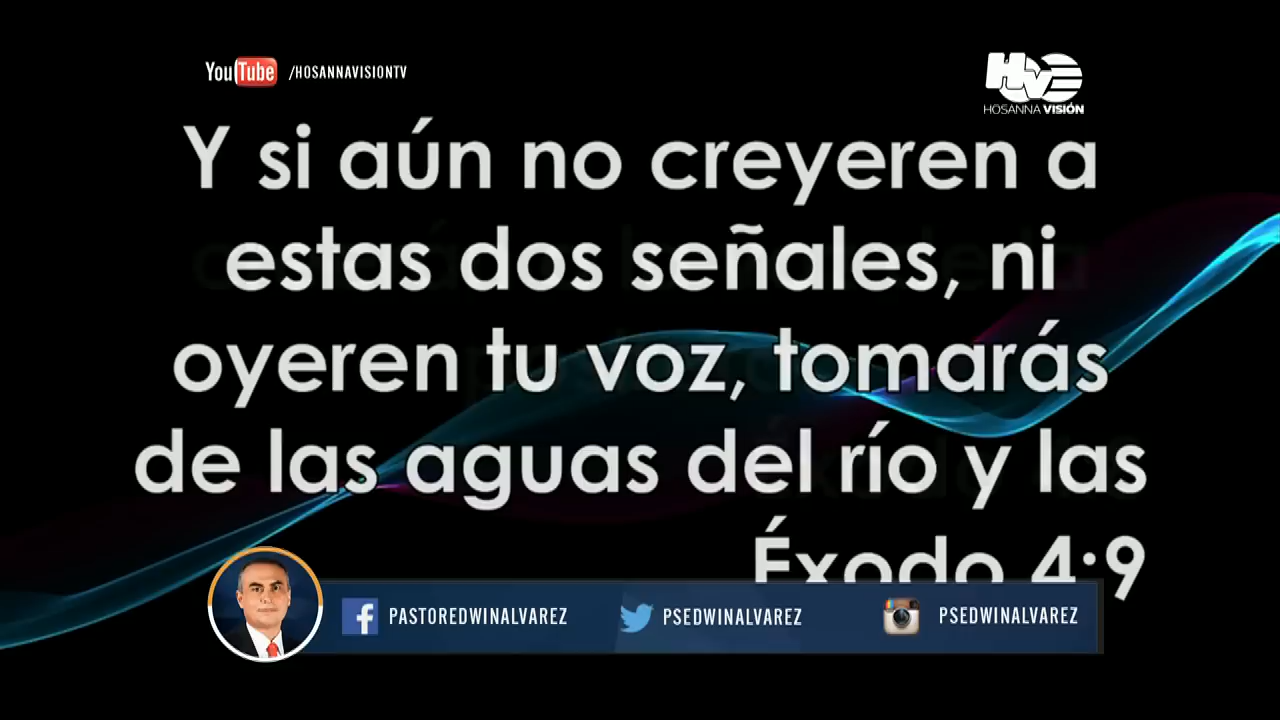 YouTube /HOSANNAVISIONTV
HVE
HOSANNA VISIÓN
Y si aún no creyeren a
estas dos señales, ni
oyeren tu voz, tomarás
de las aguas del río y las
Éxodo 4:9
PASTOREDWINALVAREZ PSEDWINALVAREZ PSEDWINALVAREZ